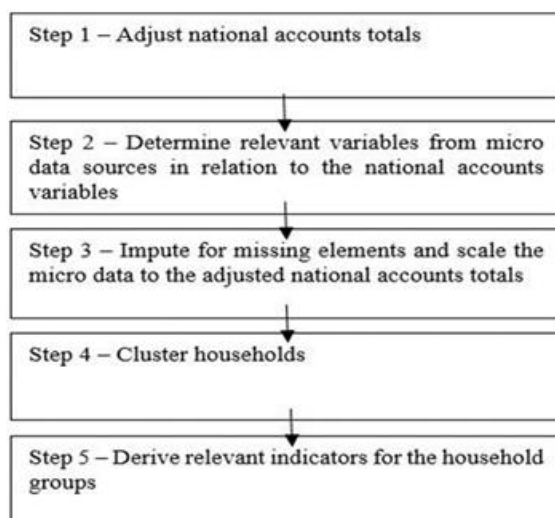 Step 1 – Adjust national accounts totals
Step 2 – Determine relevant variables from micro
data sources in relation to the national accounts
variables
Step 3 – Impute for missing elements and scale the
micro data to the adjusted national accounts totals
Step 4 – Cluster households
Step 5 – Derive relevant indicators for the household
groups